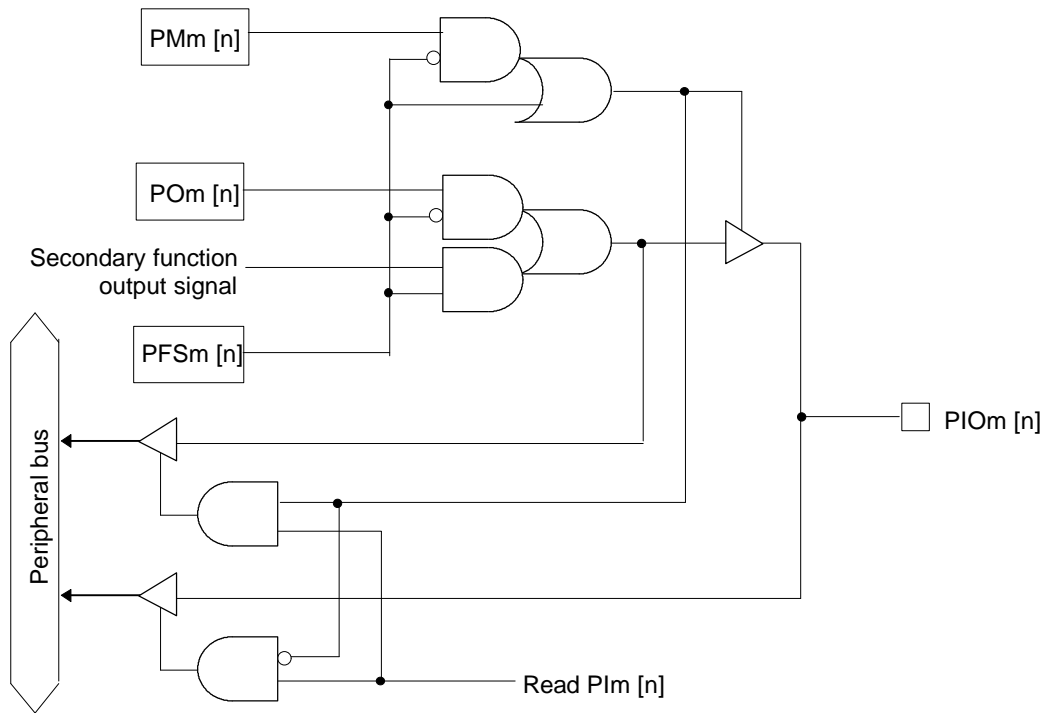 PMm [n]
POm [n]
Secondary function
output signal
PFSm [n]
PIOm [n]
Peripheral bus
Read PIm [n]